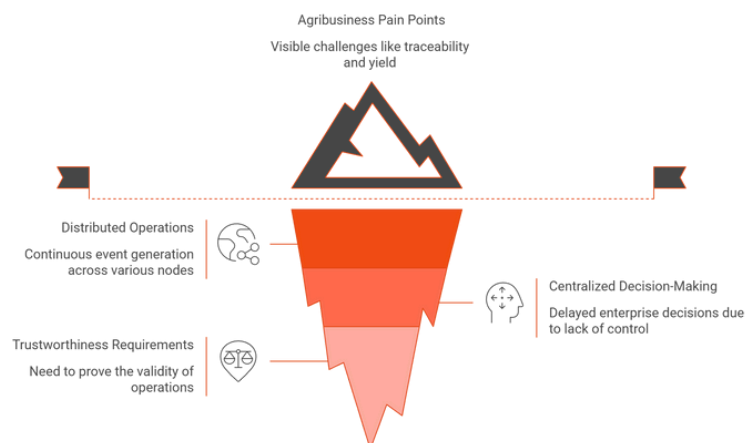 Agribusiness Pain Points
Visible challenges like traceability
and yield
Distributed Operations
Continuous event generation
across various nodes
Centralized Decision-Making
Delayed enterprise decisions due
to lack of control
Trustworthiness Requirements
Need to prove the validity of
operations